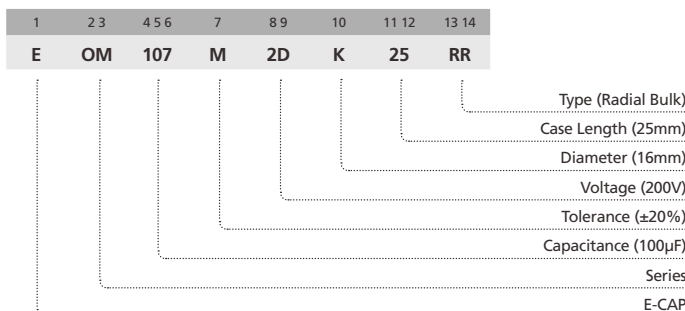 1 2 3 4 5 6 7 8 9 10 11 12 13 14
E OM 107 M 2D K 25 RR
Type (Radial Bulk)
Case Length (25mm)
Diameter (16mm)
Voltage (200V)
Tolerance (±20%)
Capacitance (100µF)
Series
E-CAP